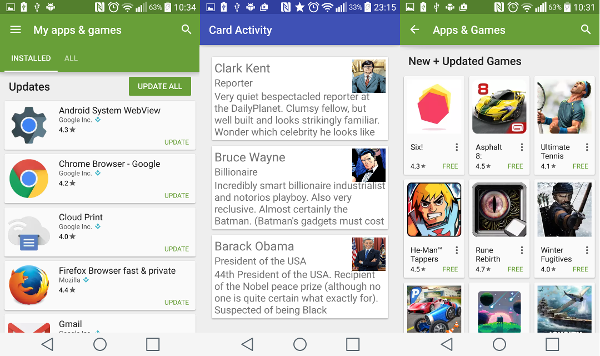 63% 10:34
My apps & games
INSTALLED ALL
Updates UPDATE ALL
Android System WebView
Google Inc.
4.3★
UPDATE
Chrome Browser - Google
Google Inc.
4.2★
UPDATE
Cloud Print
Google Inc.
4.0★
UPDATE
Firefox Browser fast & private
Mozilla
4.4★
UPDATE
Gmail
Google Inc.
66% 23:15
Card Activity
Clark Kent
Reporter
Very quiet bespectacled reporter at
the DailyPlanet. Clumsy fellow, but
well built and looks strikingly familiar.
Wonder which celebrity he looks like
Bruce Wayne
Billionaire
Incredibly smart billionaire industrialist
and notorios playboy. Also very
reclusive. Almost certainly the
Batman. (Batman's gadgets must cost
Barack Obama
President of the USA
44th President of the USA. Recipient
of the Nobel peace prize (although no
one is quite certain what exactly for).
Suspected of being Black
63% 10:31
Apps & Games
New + Updated Games
Six!
4.3★ FREE
8
Asphalt
8:
4.5★ FREE
Ultimate
Tennis
4.1★ FREE
He-Man™
Tappers
4.5★ FREE
Rune
Rebirth
4.7★ FREE
Winter
Fugitives
4.0★ FREE